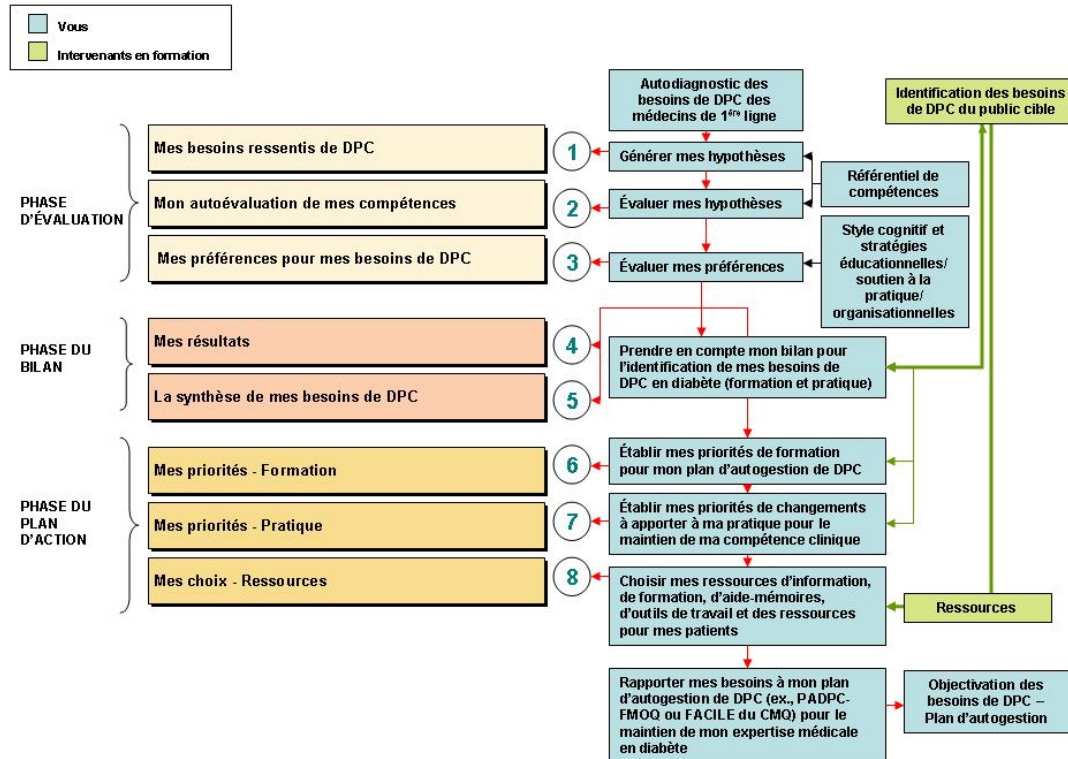 Vous
Intervenants en formation
Autodiagnostic des
besoins de DPC des
médecins de 1ère ligne
Identification des besoins
de DPC du public cible
PHASE
D'ÉVALUATION
Mes besoins ressentis de DPC
1
Générer mes hypothèses
Référentiel de
compétences
Mon autoévaluation de mes compétences
2
Évaluer mes hypothèses
Mes préférences pour mes besoins de DPC
3
Évaluer mes préférences
Style cognitif et
stratégies
éducationnelles/
soutien à la
pratique/
organisationnelles
PHASE DU
BILAN
Mes résultats
4
La synthèse de mes besoins de DPC
5
Prendre en compte mon bilan pour
l'identification de mes besoins de
DPC en diabète (formation et pratique)
PHASE DU
PLAN
D'ACTION
Mes priorités - Formation
6
Établir mes priorités de formation
pour mon plan d'autogestion de DPC
Mes priorités - Pratique
7
Établir mes priorités de changements
à apporter à ma pratique pour le
maintien de ma compétence clinique
Mes choix - Ressources
8
Choisir mes ressources d'information,
de formation, d'aide-mémoires,
d'outils de travail et des ressources
pour mes patients
Ressources
Rapporter mes besoins à mon plan
d'autogestion de DPC (ex., PADPC-
FMOQ ou FACILE du CMQ) pour le
maintien de mon expertise médicale
en diabète
Objectivation des
besoins de DPC –
Plan d'autogestion